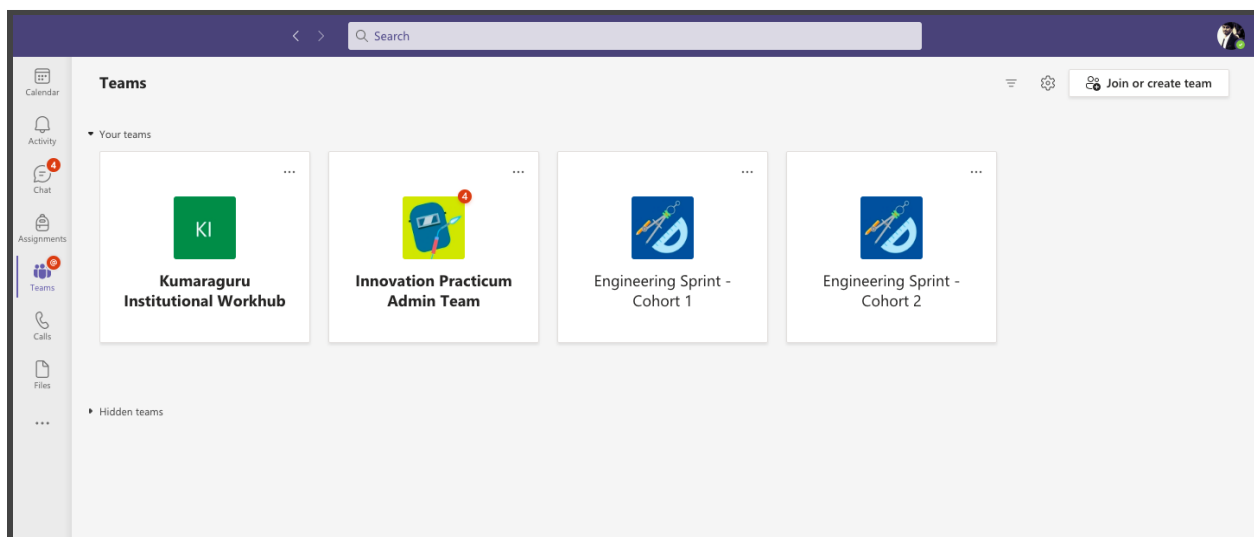 Search
Calendar
Activity
4
Chat
Assignments
@
Teams
Calls
Files
Teams
Join or create team
Your teams
KI
Kumaraguru
Institutional Workhub
4
Innovation Practicum
Admin Team
Engineering Sprint -
Cohort 1
Engineering Sprint -
Cohort 2
Hidden teams